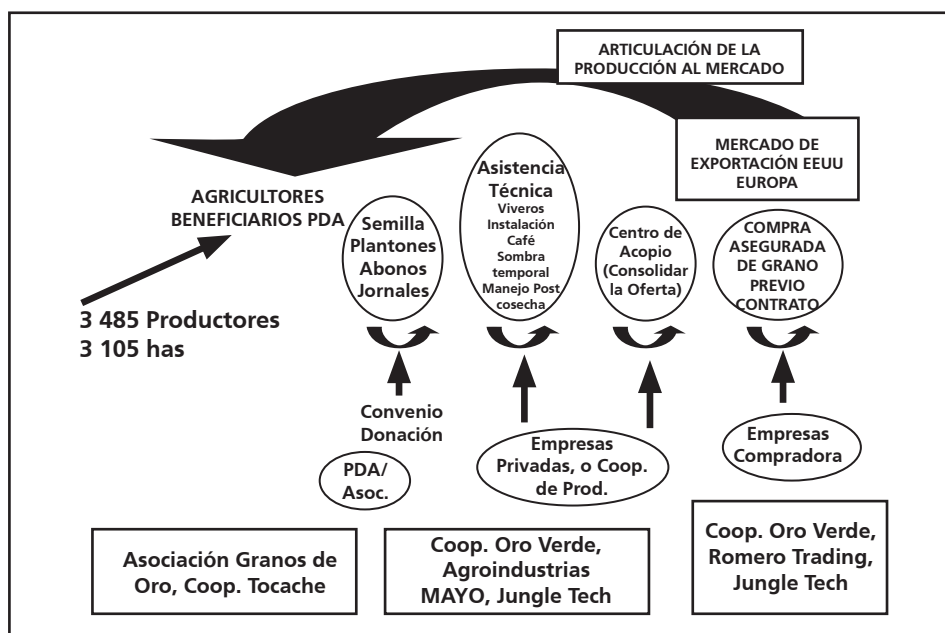 ARTICULACIÓN DE LA
PRODUCCIÓN AL MERCADO
MERCADO DE
EXPORTACIÓN EEUU
EUROPA
AGRICULTORES
BENEFICIARIOS PDA
Semilla
Plantones
Abonos
Jornales
Asistencia
Técnica
Viveros
Instalación
Café
Sombra
temporal
Manejo Post
cosecha
Centro de
Acopio
(Consolidar
la Oferta)
COMPRA
ASEGURADA
DE GRANO
PREVIO
CONTRATO
3 485 Productores
3 105 has
Convenio
Donación
PDA/
Asoc.
Empresas
Privadas, o Coop.
de Prod.
Empresas
Compradora
Asociación Granos de
Oro, Coop. Tocache
Coop. Oro Verde,
Agroindustrias
MAYO, Jungle Tech
Coop. Oro Verde,
Romero Trading,
Jungle Tech